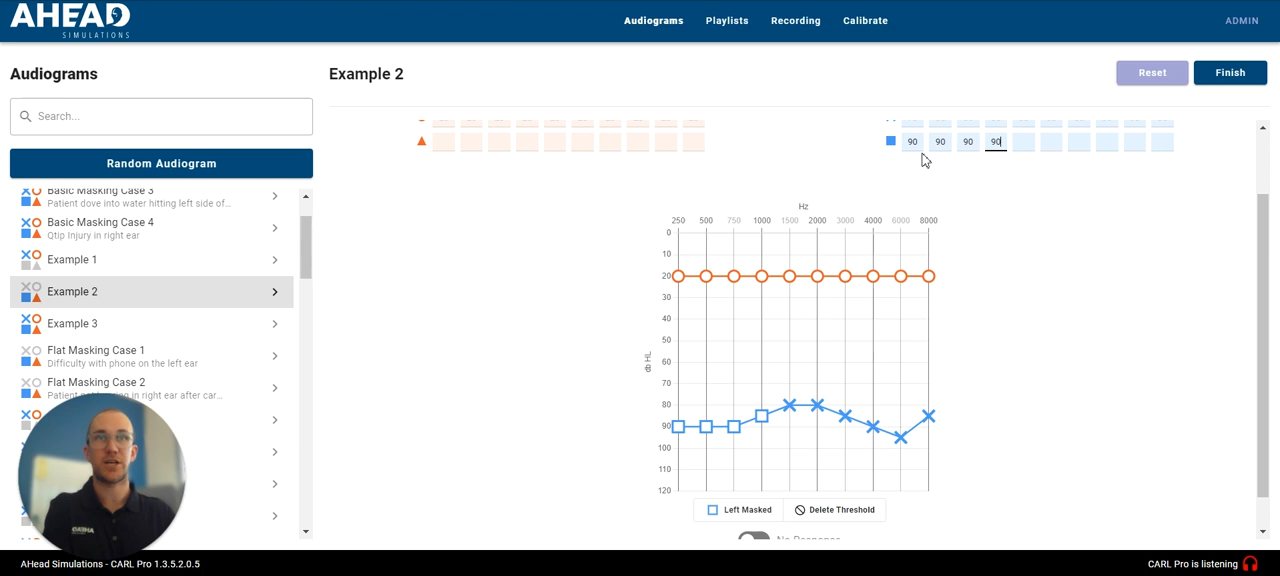 AHEAD
SIMULATIONS
Audiograms Playlists Recording Calibrate ADMIN
Audiograms
Example 2
Reset Finish
Search...
Random Audiogram
Basic Masking Case 3
Patient dove into water hitting left side of...
Basic Masking Case 4
Qtip Injury in right ear
Example 1
Example 2
Example 3
Flat Masking Case 1
Difficulty with phone on the left ear
Flat Masking Case 2
90 90 90 90
Hz
250 500 750 1000 1500 2000 3000 4000 6000 8000
0
10
20
30
40
50
db HL
60
70
80
90
100
110
120
Left Masked Delete Threshold
No Response
AHead Simulations - CARL Pro 1.3.5.2.0.5
CARL Pro is listening